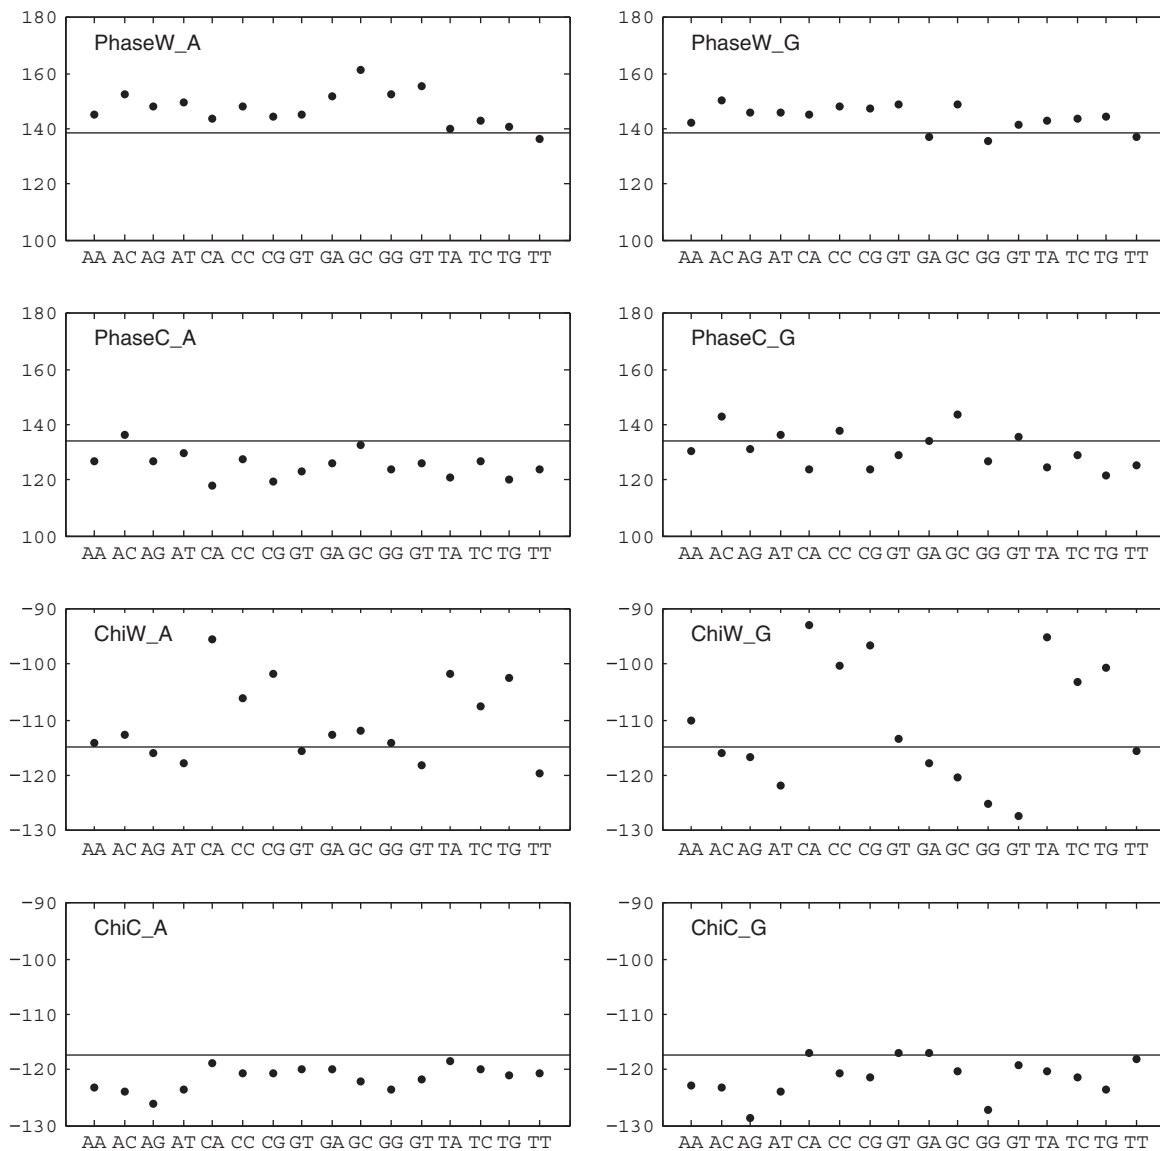 180 PhaseW_A
160
140
120
100
AA AC AG AT CA CC CG GT GA GC GG GT TA TC TG TT
180 PhaseW_G
160
140
120
100
AA AC AG AT CA CC CG GT GA GC GG GT TA TC TG TT
180 PhaseC_A
160
140
120
100
AA AC AG AT CA CC CG GT GA GC GG GT TA TC TG TT
180 PhaseC_G
160
140
120
100
AA AC AG AT CA CC CG GT GA GC GG GT TA TC TG TT
−90 ChiW_A
−100
−110
−120
−130
AA AC AG AT CA CC CG GT GA GC GG GT TA TC TG TT
−90 ChiW_G
−100
−110
−120
−130
AA AC AG AT CA CC CG GT GA GC GG GT TA TC TG TT
−90 ChiC_A
−100
−110
−120
−130
AA AC AG AT CA CC CG GT GA GC GG GT TA TC TG TT
−90 ChiC_G
−100
−110
−120
−130
AA AC AG AT CA CC CG GT GA GC GG GT TA TC TG TT